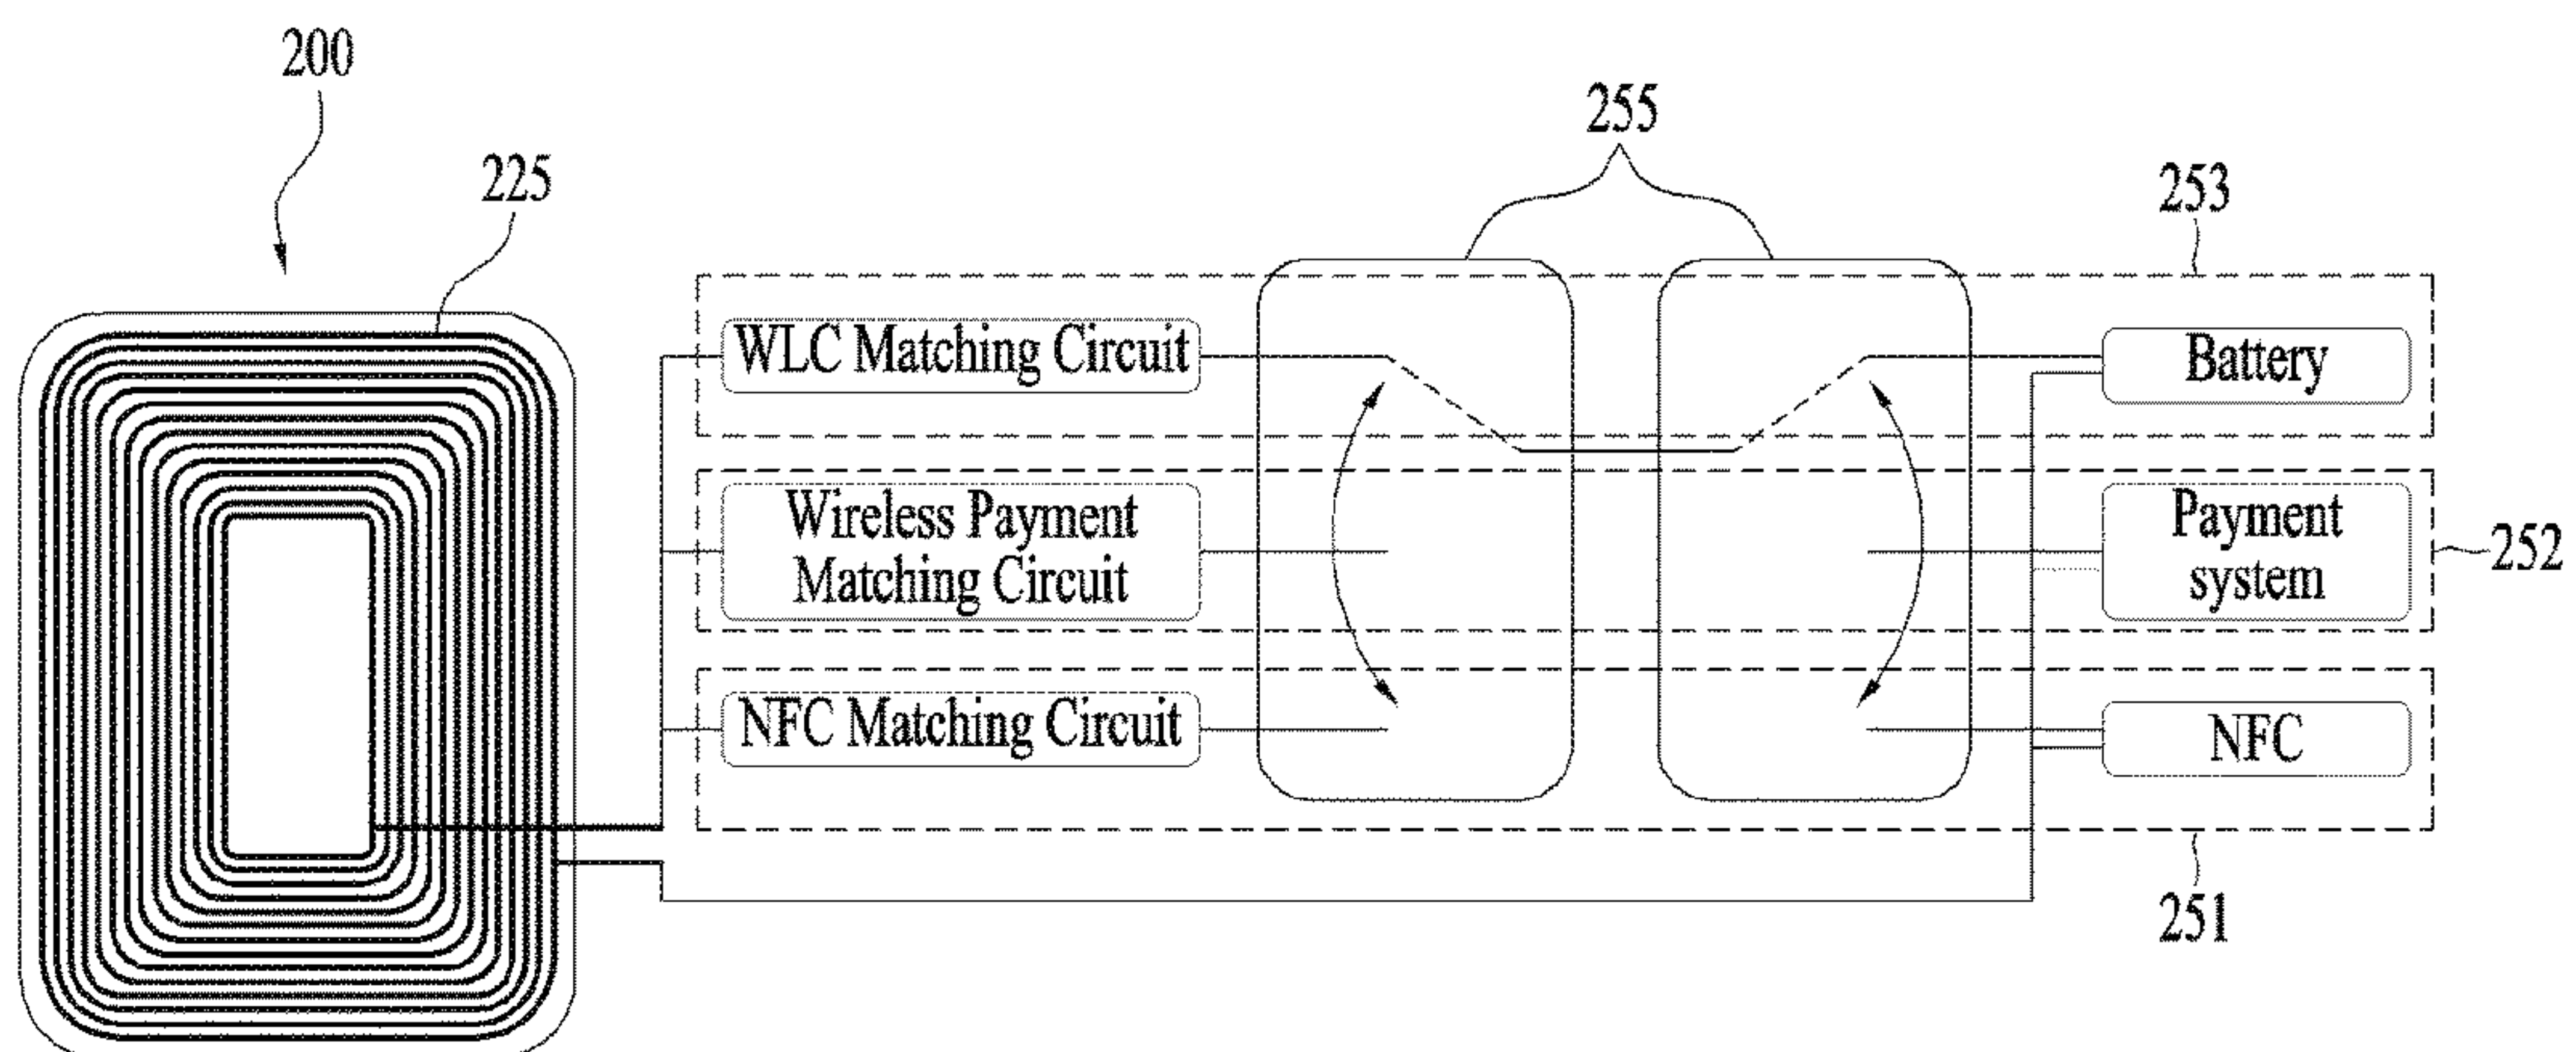 200
255
225
253
WLC Matching Circuit
Battery
Wireless Payment
Matching Circuit
Payment
system
252
NFC Matching Circuit
NFC
251